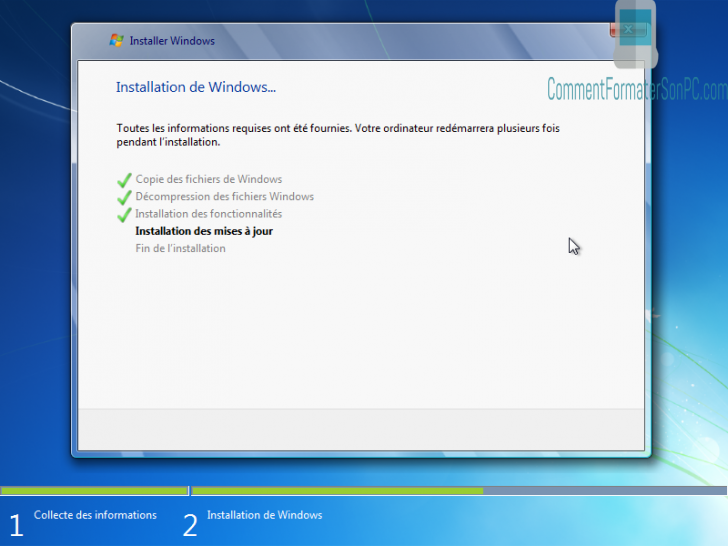 Installer Windows
CommentFormaterSonPC.com
Installation de Windows...
Toutes les informations requises ont été fournies. Votre ordinateur redémarrera plusieurs fois
pendant l'installation.
Copie des fichiers de Windows
Décompression des fichiers Windows
Installation des fonctionnalités
Installation des mises à jour
Fin de l'installation
1 Collecte des informations
2 Installation de Windows